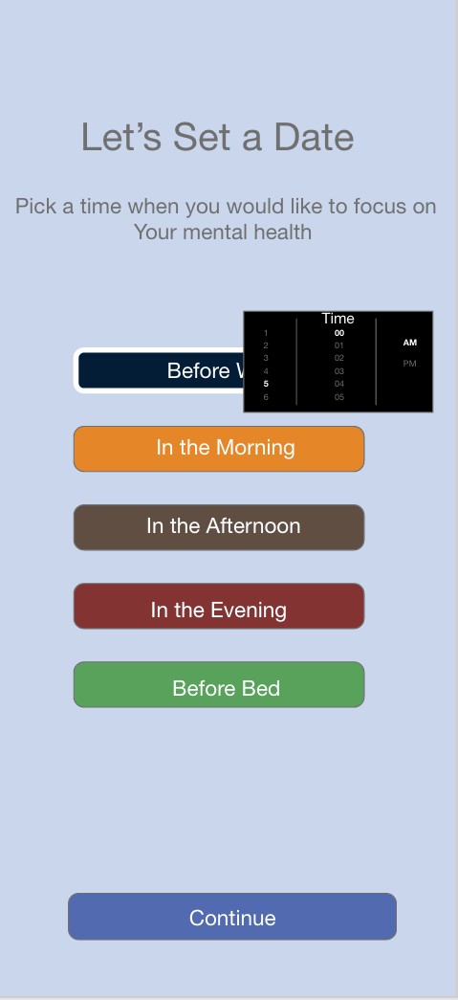 Let’s Set a Date
Pick a time when you would like to focus on
Your mental health
Time
1 00
2 01 AM
3 02 PM
4 03
5 04
6 05
Before
In the Morning
In the Afternoon
In the Evening
Before Bed
Continue